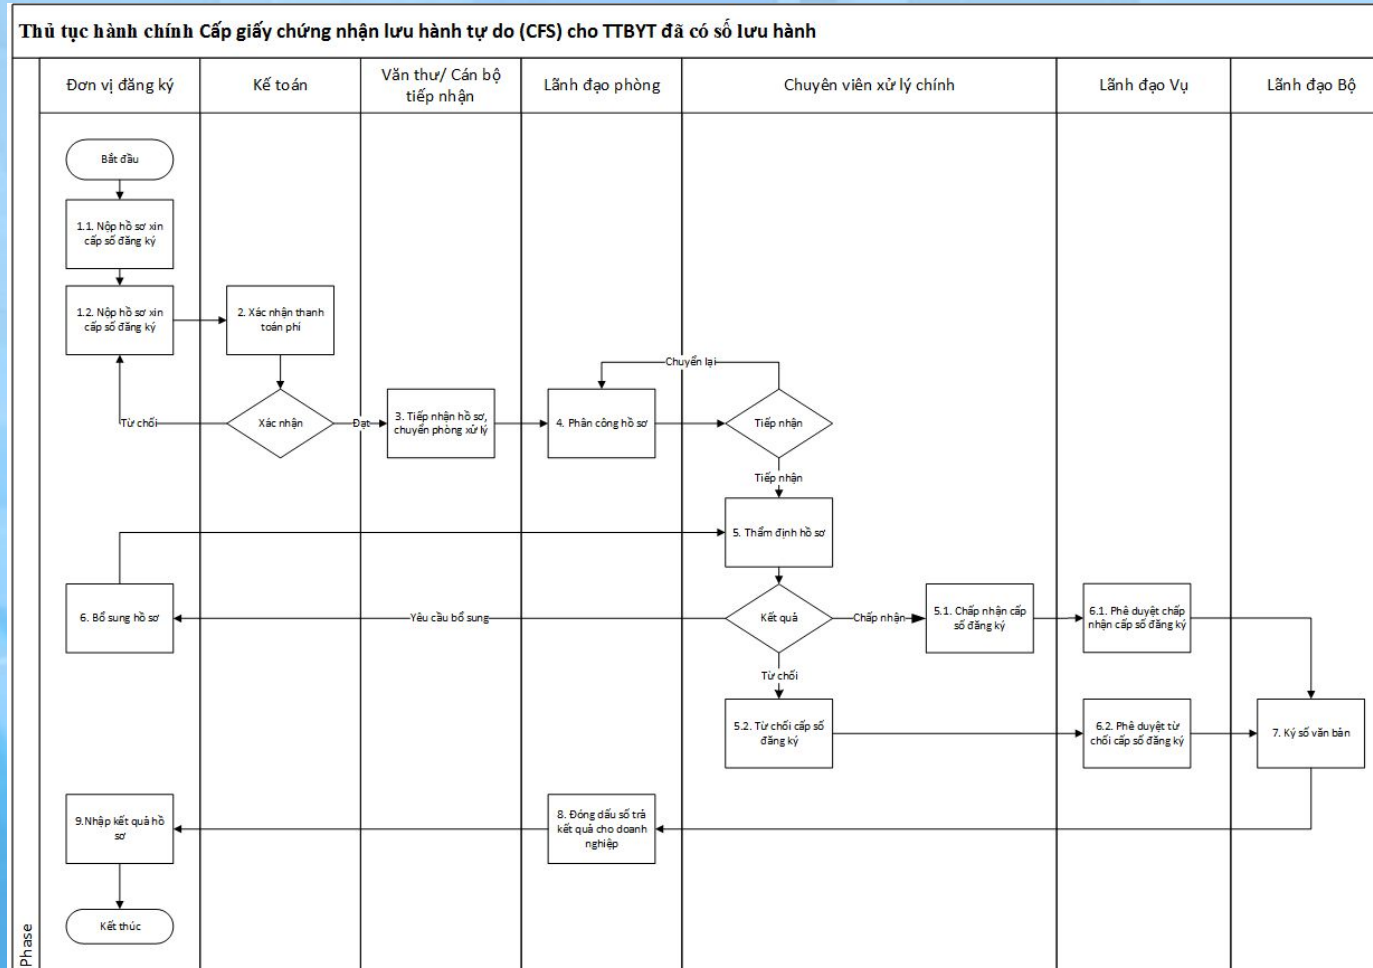 Thủ tục hành chính Cấp giấy chứng nhận lưu hành tự do (CFS) cho TTBYT đã có số lưu hành
Đơn vị đăng ký
Kế toán
Văn thư/ Cán bộ
tiếp nhận
Lãnh đạo phòng
Chuyên viên xử lý chính
Lãnh đạo Vụ
Lãnh đạo Bộ
Bắt đầu
1.1. Nộp hồ sơ xin
cấp số đăng ký
1.2. Nộp hồ sơ xin
cấp số đăng ký
2. Xác nhận thanh
toán phí
Chuyển lại
Từ chối
Xác nhận
Đạt
3. Tiếp nhận hồ sơ,
chuyển phòng xử lý
4. Phân công hồ sơ
Tiếp nhận
Tiếp nhận
5. Thẩm định hồ sơ
6. Bổ sung hồ sơ
Yêu cầu bổ sung
Kết quả
Chấp nhận
5.1. Chấp nhận cấp
số đăng ký
6.1. Phê duyệt chấp
nhận cấp số đăng ký
Từ chối
5.2. Từ chối cấp số
đăng ký
6.2. Phê duyệt từ
chối cấp số đăng ký
7. Ký số văn bản
9.Nhập kết quả hồ
sơ
8. Đóng dấu số trả
kết quả cho doanh
nghiệp
Kết thúc
Phase